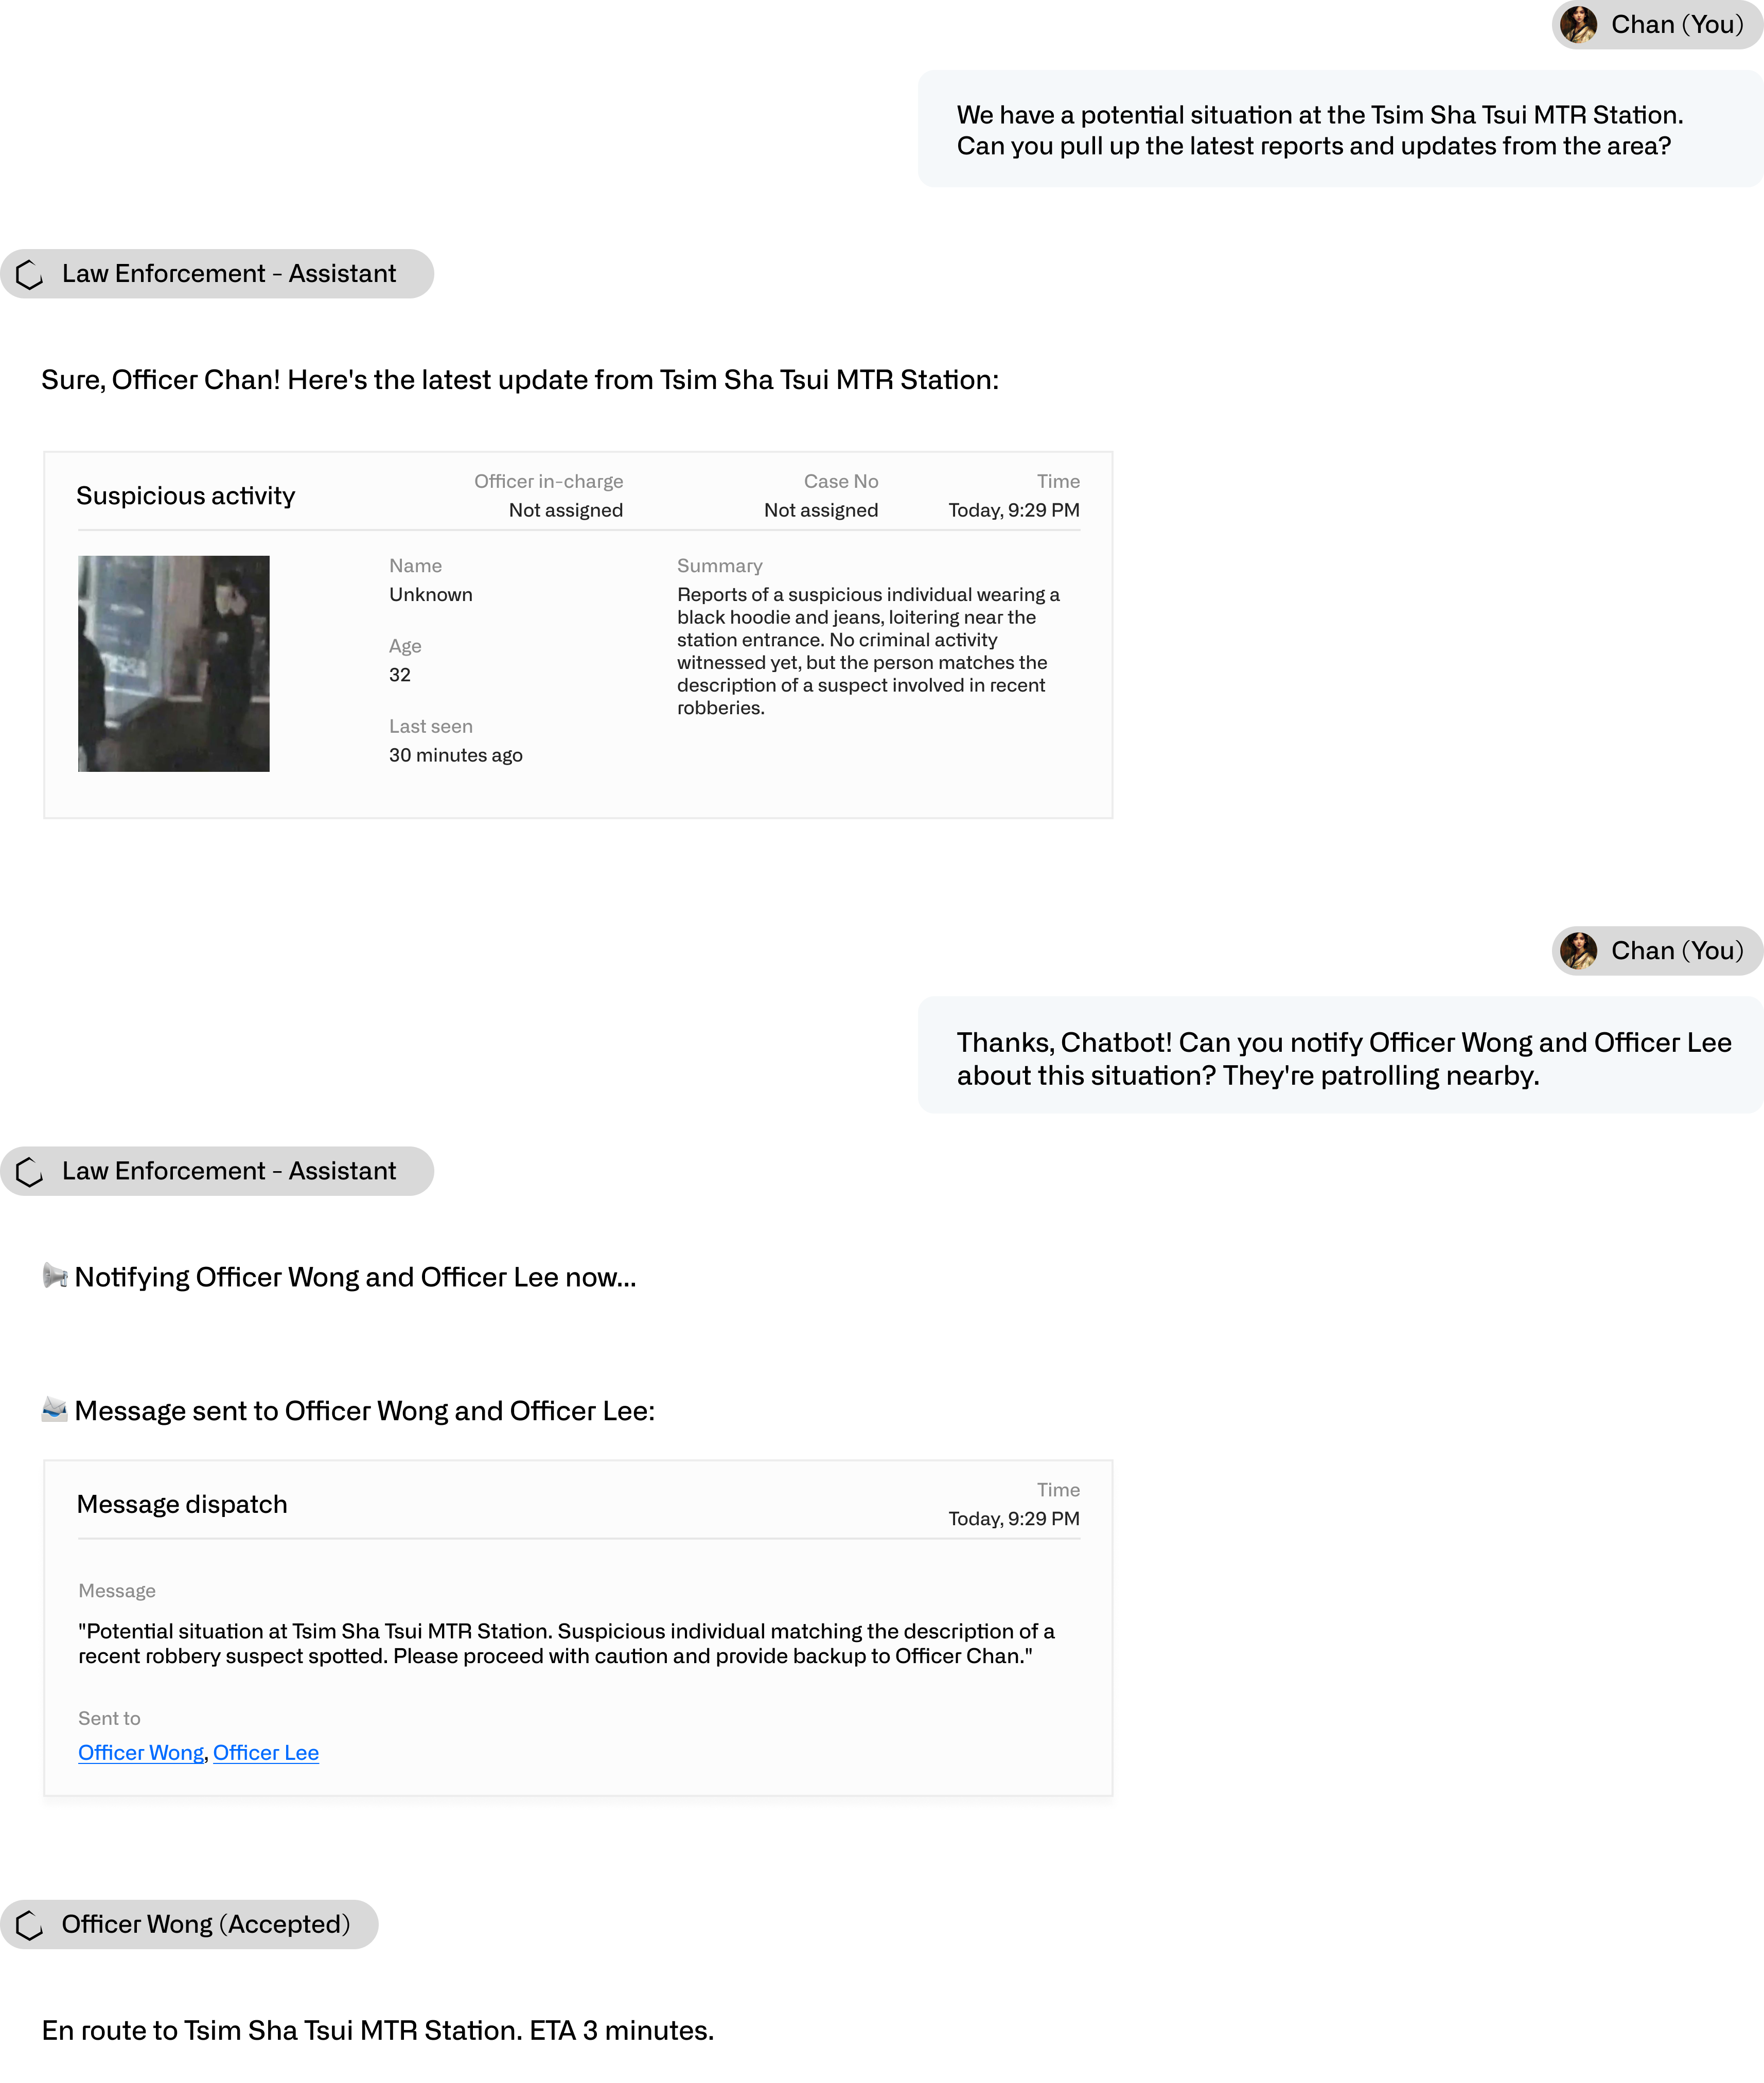 Chan (You)
We have a potential situation at the Tsim Sha Tsui MTR Station.
Can you pull up the latest reports and updates from the area?
Law Enforcement - Assistant
Sure, Officer Chan! Here's the latest update from Tsim Sha Tsui MTR Station:
Suspicious activity
Officer in-charge
Not assigned
Case No
Not assigned
Time
Today, 9:29 PM
Name
Unknown
Age
32
Last seen
30 minutes ago
Summary
Reports of a suspicious individual wearing a
black hoodie and jeans, loitering near the
station entrance. No criminal activity
witnessed yet, but the person matches the
description of a suspect involved in recent
robberies.
Chan (You)
Thanks, Chatbot! Can you notify Officer Wong and Officer Lee
about this situation? They're patrolling nearby.
Law Enforcement - Assistant
Notifying Officer Wong and Officer Lee now...
Message sent to Officer Wong and Officer Lee:
Message dispatch
Time
Today, 9:29 PM
Message
"Potential situation at Tsim Sha Tsui MTR Station. Suspicious individual matching the description of a
recent robbery suspect spotted. Please proceed with caution and provide backup to Officer Chan."
Sent to
Officer Wong, Officer Lee
Officer Wong (Accepted)
En route to Tsim Sha Tsui MTR Station. ETA 3 minutes.